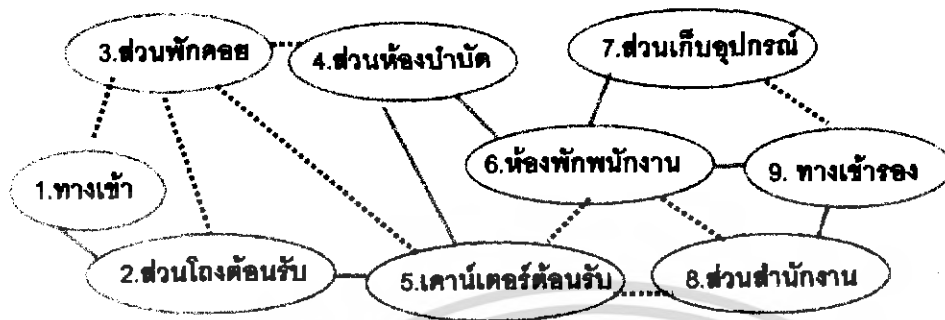 3.ส่วนพักคอย
4.ส่วนห้องบำบัด
7.ส่วนเก็บอุปกรณ์
6.ห้องพักพนักงาน
9. ทางเข้ารอง
1.ทางเข้า
2.ส่วนโถงต้อนรับ
5.เคาน์เตอร์ต้อนรับ
8.ส่วนสำนักงาน